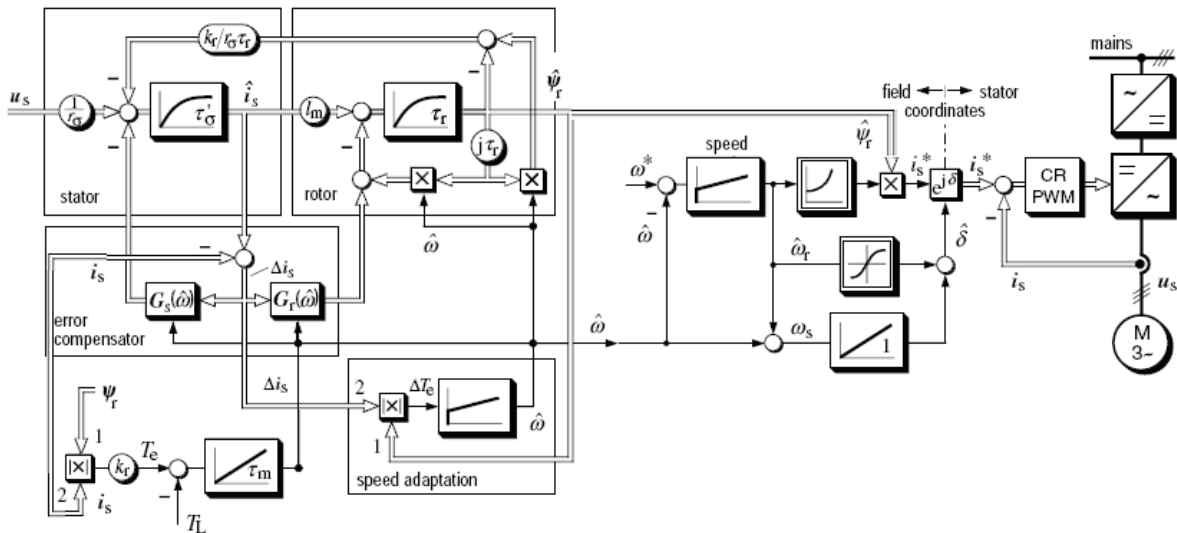 k_r/r_σ τ_r
mains
u_s
1/r_σ
τ'_σ
î_s
l_m
τ_r
jτ_r
ψ̂_r
stator
rotor
ω̂
field
stator
coordinates
ψ̂_r
speed
ω*
ω̂
i_s*
e^jδ
i_s*
CR
PWM
~
=
=
~
i_s
Δi_s
ω̂_r
δ̂
i_s
u_s
G_s(ω̂)
G_r(ω̂)
error
compensator
ω̂
ω_s
1
M
3~
Δi_s
2
|×|
ΔT_e
1
ω̂
speed adaptation
ψ_r
1
|×|
2
k_r
T_e
τ_m
i_s
T_L